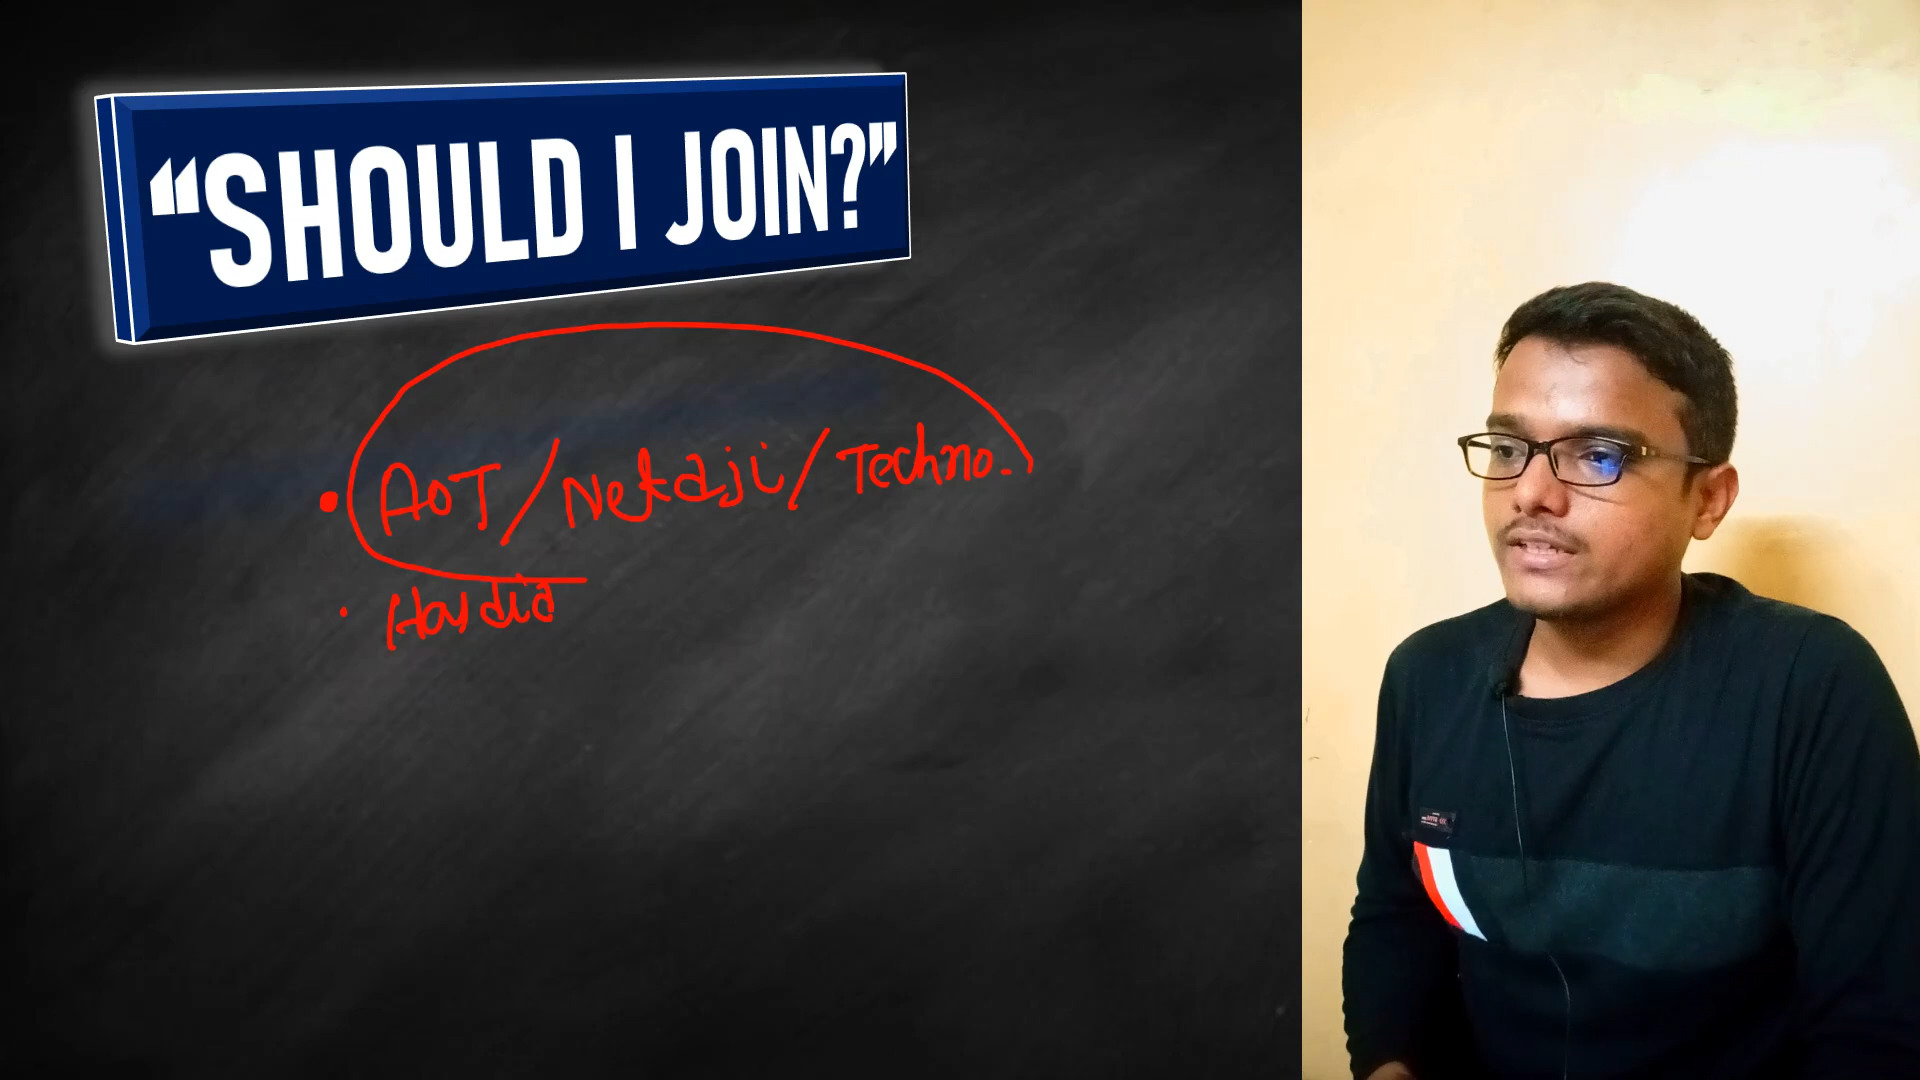 “SHOULD I JOIN?”
• AOT/Netaji/Techno.
• Haldia